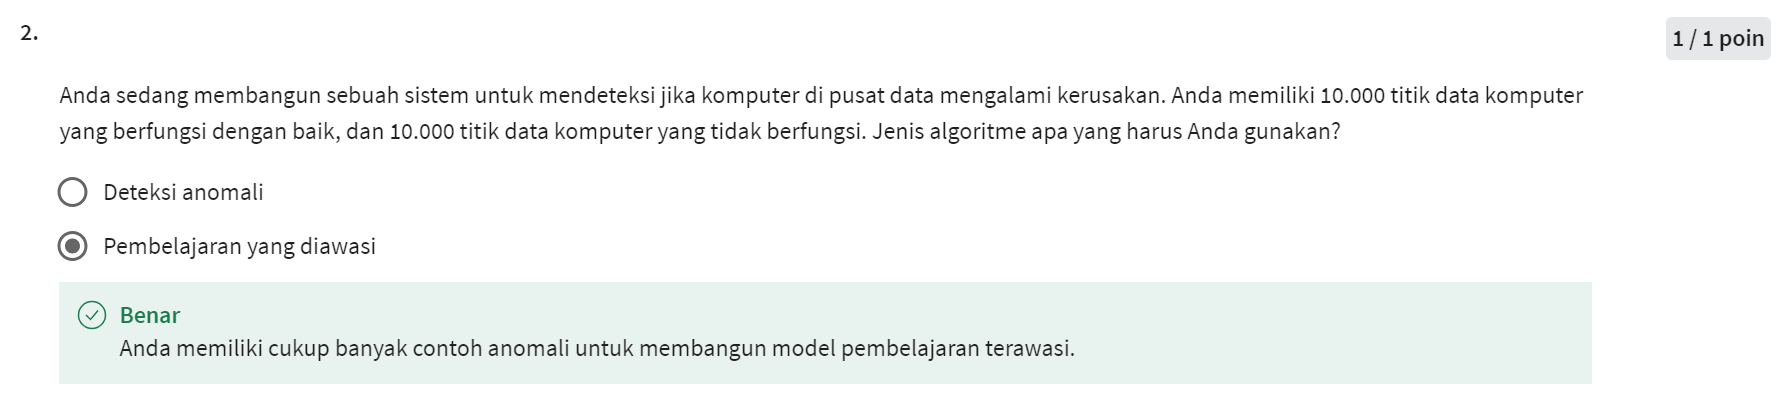 2.
1 / 1 poin
Anda sedang membangun sebuah sistem untuk mendeteksi jika komputer di pusat data mengalami kerusakan. Anda memiliki 10.000 titik data komputer
yang berfungsi dengan baik, dan 10.000 titik data komputer yang tidak berfungsi. Jenis algoritme apa yang harus Anda gunakan?
Deteksi anomali
Pembelajaran yang diawasi
Benar
Anda memiliki cukup banyak contoh anomali untuk membangun model pembelajaran terawasi.